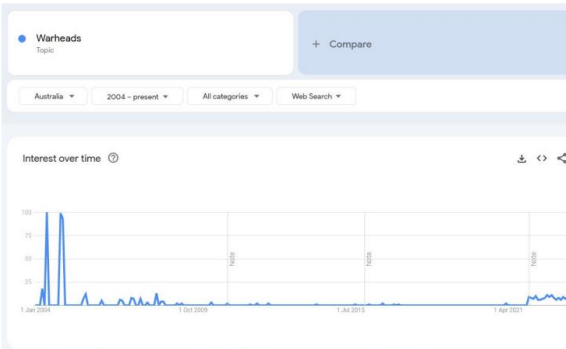 Warheads
Topic
+ Compare
Australia
2004 – present
All categories
Web Search
Interest over time
100
75
50
25
Note
Note
Note
1 Jan 2004
1 Oct 2009
1 Jul 2015
1 Apr 2021